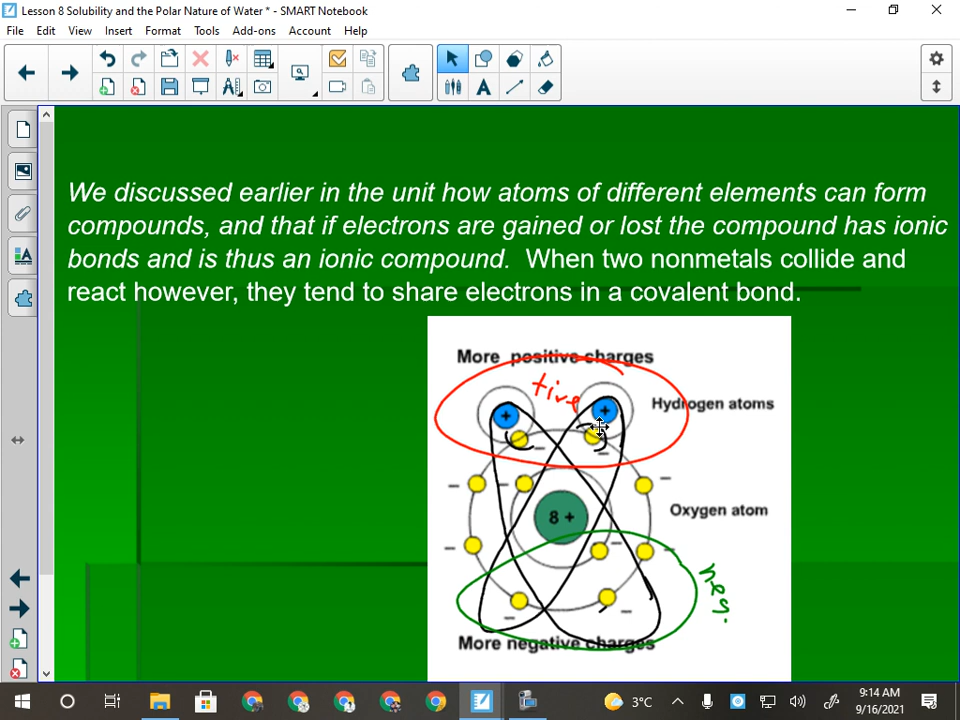 Lesson 8 Solubility and the Polar Nature of Water * - SMART Notebook
File Edit View Insert Format Tools Add-ons Account Help
We discussed earlier in the unit how atoms of different elements can form
compounds, and that if electrons are gained or lost the compound has ionic
bonds and is thus an ionic compound. When two nonmetals collide and
react however, they tend to share electrons in a covalent bond.
More positive charges
tive
+ +
Hydrogen atoms
Oxygen atom
8 +
neg.
More negative charges
3°C
9:14 AM
9/16/2021